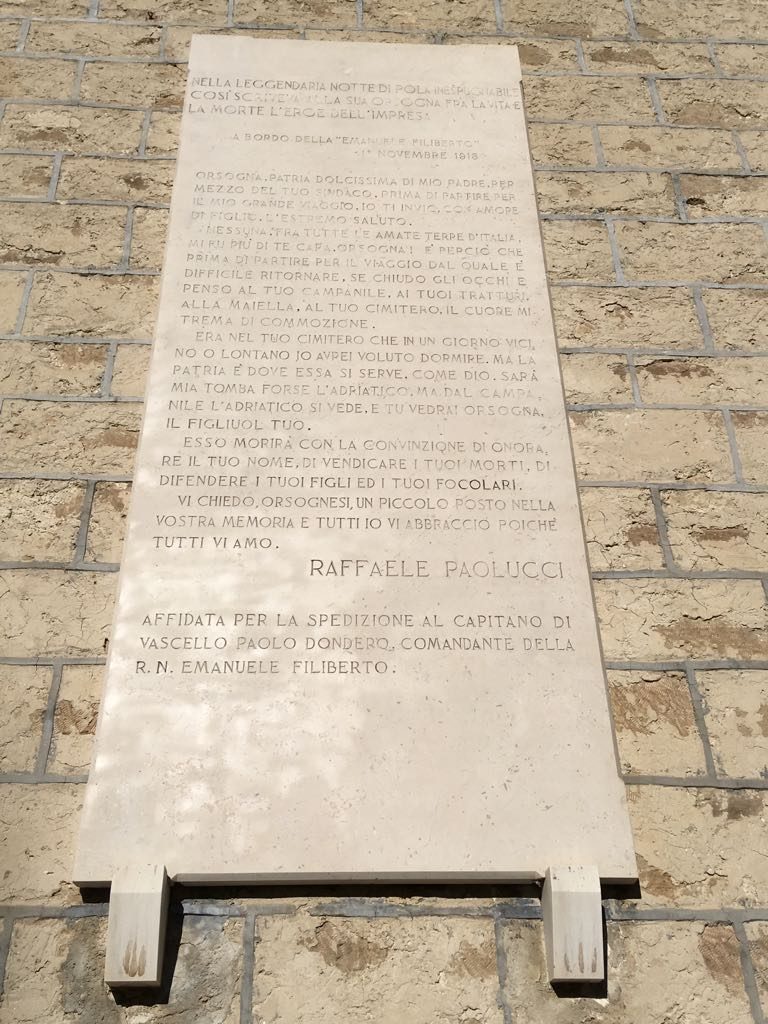 NELLA LEGGENDARIA NOTTE DI POLA INESPUGNABILE
COSI' SCRIVEVA ALLA SUA ORSOGNA FRA LA VITA E
LA MORTE L'EROE DELL'IMPRESA
A BORDO DELLA "EMANUELE FILIBERTO"
1° NOVEMBRE 1918
ORSOGNA, PATRIA DOLCISSIMA DI MIO PADRE, PER
MEZZO DEL TUO SINDACO, PRIMA DI PARTIRE PER
IL MIO GRANDE VIAGGIO, IO TI INVIO, CON AMORE
DI FIGLIO, L'ESTREMO SALUTO.
NESSUNA, FRA TUTTE LE AMATE TERRE D'ITALIA,
MI FU PIÙ DI TE CARA, ORSOGNA! E PERCIÒ CHE
PRIMA DI PARTIRE PER IL VIAGGIO DAL QUALE É
DIFFICILE RITORNARE, SE CHIUDO GLI OCCHI E
PENSO AL TUO CAMPANILE, AI TUOI TRATTURI,
ALLA MAIELLA, AL TUO CIMITERO, IL CUORE MI
TREMA DI COMMOZIONE.
ERA NEL TUO CIMITERO CHE IN UN GIORNO VICI,
NO O LONTANO IO AVREI VOLUTO DORMIRE. MA LA
PATRIA É DOVE ESSA SI SERVE. COME DIO. SARÀ
MIA TOMBA FORSE L'ADRIATICO. MA DAL CAMPA,
NILE L'ADRIATICO SI VEDE. E TU VEDRAI ORSOGNA,
IL FIGLIUOL TUO.
ESSO MORIRÀ CON LA CONVINZIONE DI ONORA,
RE IL TUO NOME, DI VENDICARE I TUOI MORTI, DI
DIFENDERE I TUOI FIGLI ED I TUOI FOCOLARI.
VI CHIEDO, ORSOGNESI, UN PICCOLO POSTO NELLA
VOSTRA MEMORIA E TUTTI IO VI ABBRACCIO POICHÉ
TUTTI VI AMO.
RAFFAELE PAOLUCCI
AFFIDATA PER LA SPEDIZIONE AL CAPITANO DI
VASCELLO PAOLO DONDERO, COMANDANTE DELLA
R. N. EMANUELE FILIBERTO.